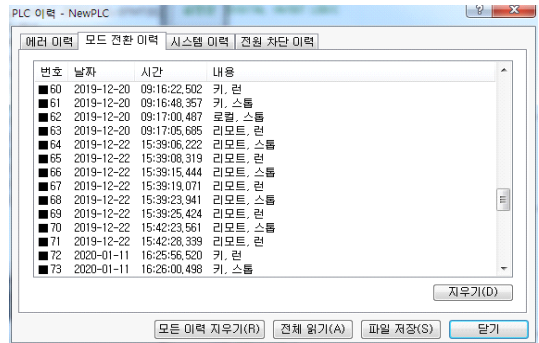 PLC 이력 - NewPLC
에러 이력 모드 전환 이력 시스템 이력 전원 차단 이력
번호 날짜 시간 내용
60 2019-12-20 09:16:22,502 키, 런
61 2019-12-20 09:16:48,357 키, 스톱
62 2019-12-20 09:17:00,487 로컬, 스톱
63 2019-12-20 09:17:05,685 리모트, 런
64 2019-12-22 15:39:06,222 리모트, 스톱
65 2019-12-22 15:39:08,319 리모트, 런
66 2019-12-22 15:39:15,444 리모트, 스톱
67 2019-12-22 15:39:19,071 리모트, 런
68 2019-12-22 15:39:23,941 리모트, 스톱
69 2019-12-22 15:39:25,424 리모트, 런
70 2019-12-22 15:42:23,561 리모트, 스톱
71 2019-12-22 15:42:28,339 리모트, 런
72 2020-01-11 16:25:56,520 키, 런
73 2020-01-11 16:26:00,498 키, 스톱
지우기(D)
모든 이력 지우기(R) 전체 읽기(A) 파일 저장(S) 닫기